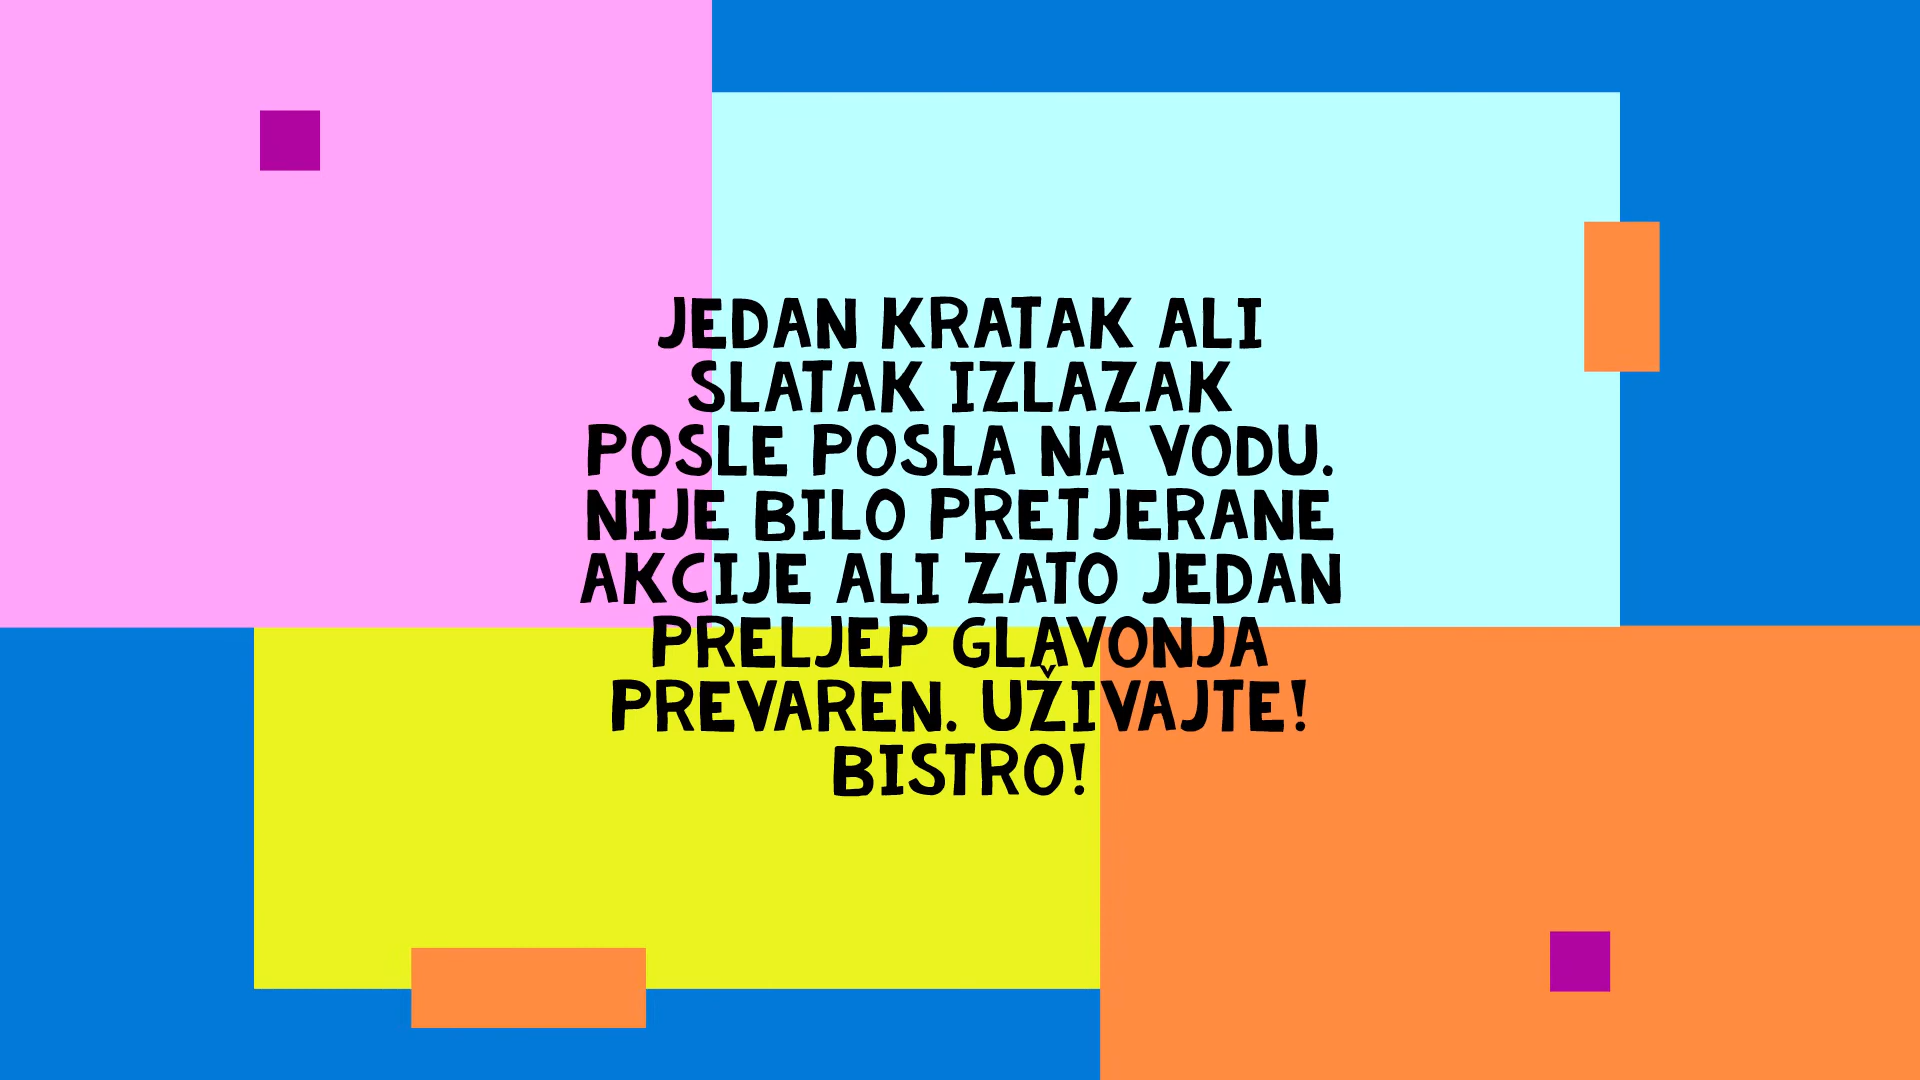 JEDAN KRATAK ALI
SLATAK IZLAZAK
POSLE POSLA NA VODU.
NIJE BILO PRETJERANE
AKCIJE ALI ZATO JEDAN
PRELJEP GLAVONJA
PREVAREN. UŽIVAJTE!
BISTRO!